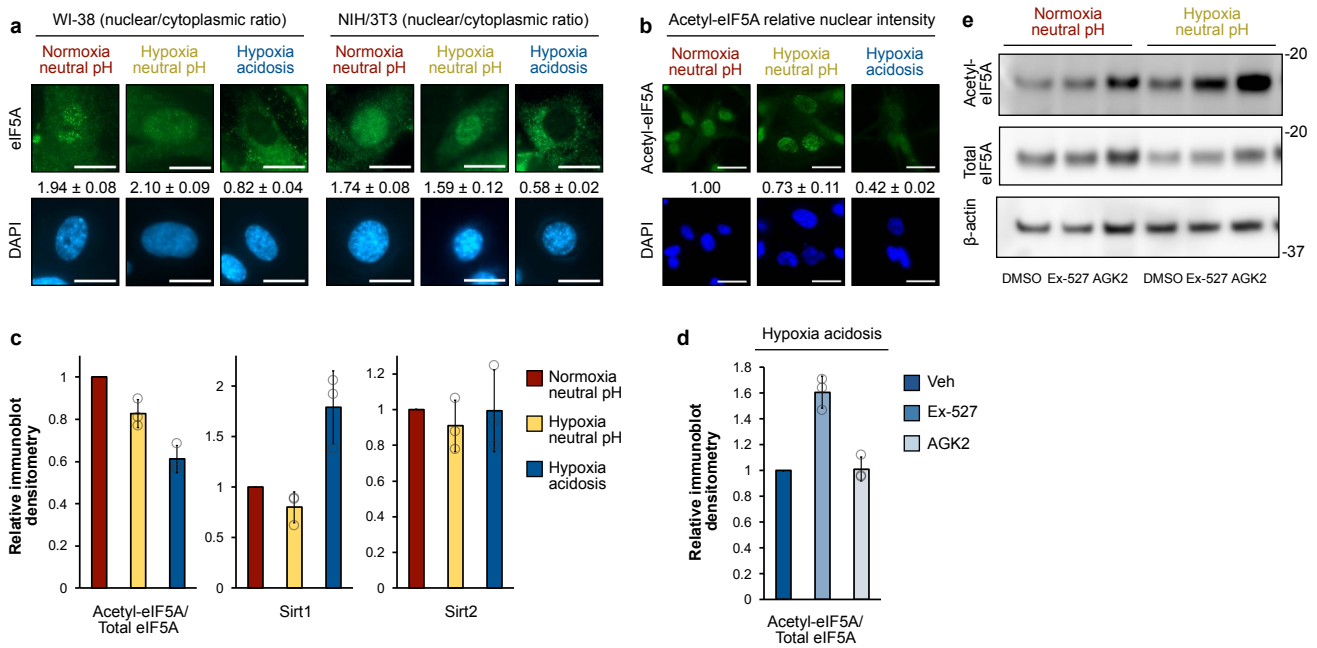 a
WI-38 (nuclear/cytoplasmic ratio)
NIH/3T3 (nuclear/cytoplasmic ratio)
Normoxia
neutral pH
Hypoxia
neutral pH
Hypoxia
acidosis
Normoxia
neutral pH
Hypoxia
neutral pH
Hypoxia
acidosis
eIF5A
1.94 ± 0.08
2.10 ± 0.09
0.82 ± 0.04
1.74 ± 0.08
1.59 ± 0.12
0.58 ± 0.02
DAPI
b
Acetyl-eIF5A relative nuclear intensity
Normoxia
neutral pH
Hypoxia
neutral pH
Hypoxia
acidosis
Acetyl-eIF5A
1.00
0.73 ± 0.11
0.42 ± 0.02
DAPI
e
Normoxia
neutral pH
Hypoxia
neutral pH
Acetyl-
eIF5A
-20
Total
eIF5A
-20
β-actin
-37
DMSO Ex-527 AGK2
DMSO Ex-527 AGK2
c
Relative immunoblot
densitometry
1
0.8
0.6
0.4
0.2
0
Acetyl-eIF5A/
Total eIF5A
2
1.5
1
0.5
0
Sirt1
1.2
1
0.8
0.6
0.4
0.2
0
Sirt2
Normoxia
neutral pH
Hypoxia
neutral pH
Hypoxia
acidosis
d
Hypoxia acidosis
Relative immunoblot
densitometry
1.8
1.6
1.4
1.2
1
0.8
0.6
0.4
0.2
0
Acetyl-eIF5A/
Total eIF5A
Veh
Ex-527
AGK2